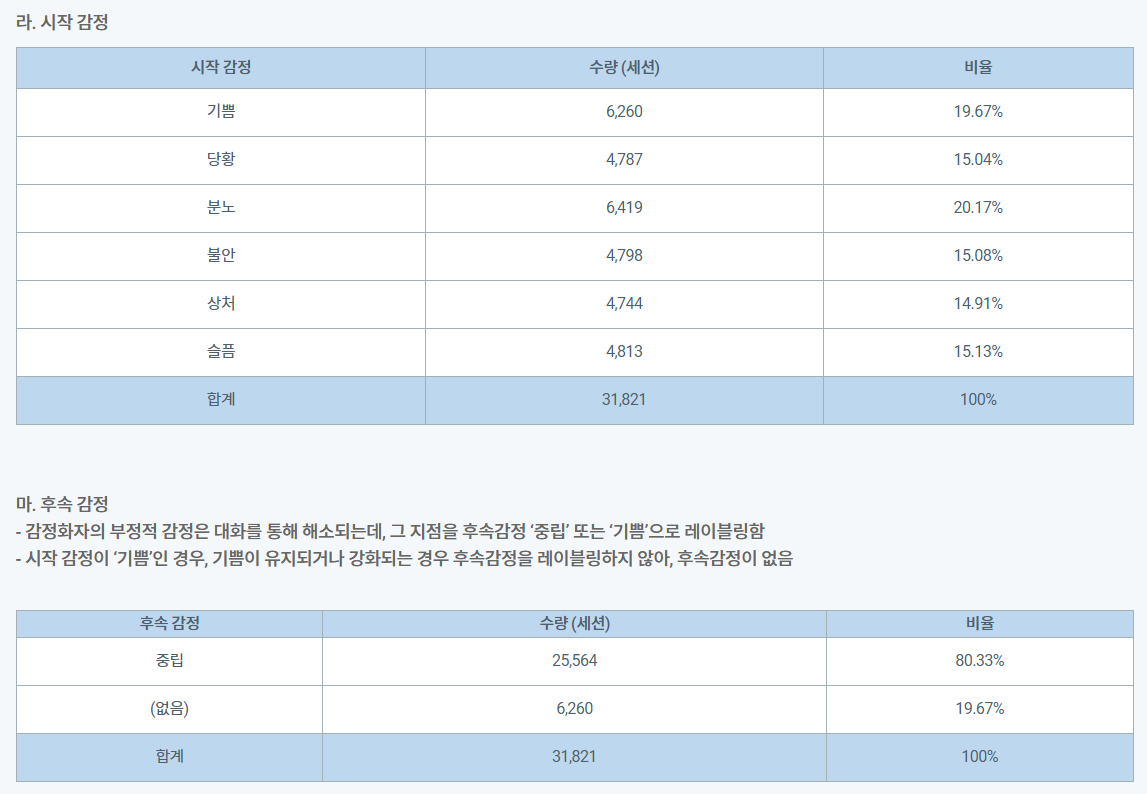 라. 시작 감정
시작 감정 수량 (세션) 비율
기쁨 6,260 19.67%
당황 4,787 15.04%
분노 6,419 20.17%
불안 4,798 15.08%
상처 4,744 14.91%
슬픔 4,813 15.13%
합계 31,821 100%
마. 후속 감정
- 감정화자의 부정적 감정은 대화를 통해 해소되는데, 그 지점을 후속감정 ‘중립’ 또는 ‘기쁨’으로 레이블링함
- 시작 감정이 ‘기쁨’인 경우, 기쁨이 유지되거나 강화되는 경우 후속감정을 레이블링하지 않아, 후속감정이 없음
후속 감정 수량 (세션) 비율
중립 25,564 80.33%
(없음) 6,260 19.67%
합계 31,821 100%